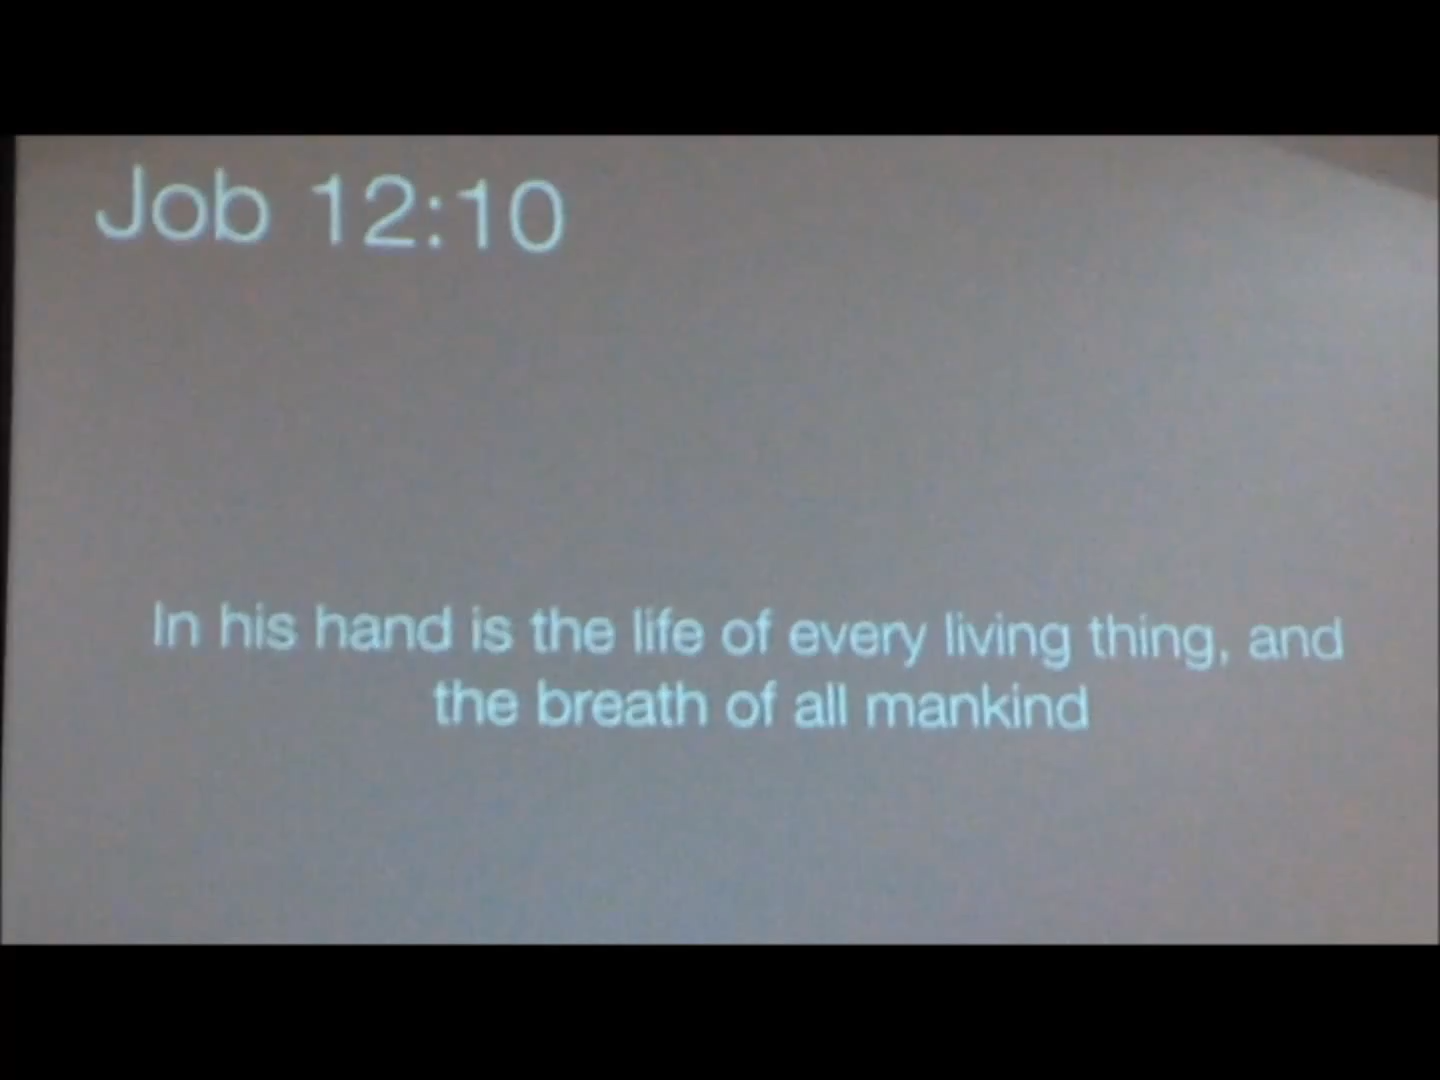 Job 12:10
In his hand is the life of every living thing, and
the breath of all mankind